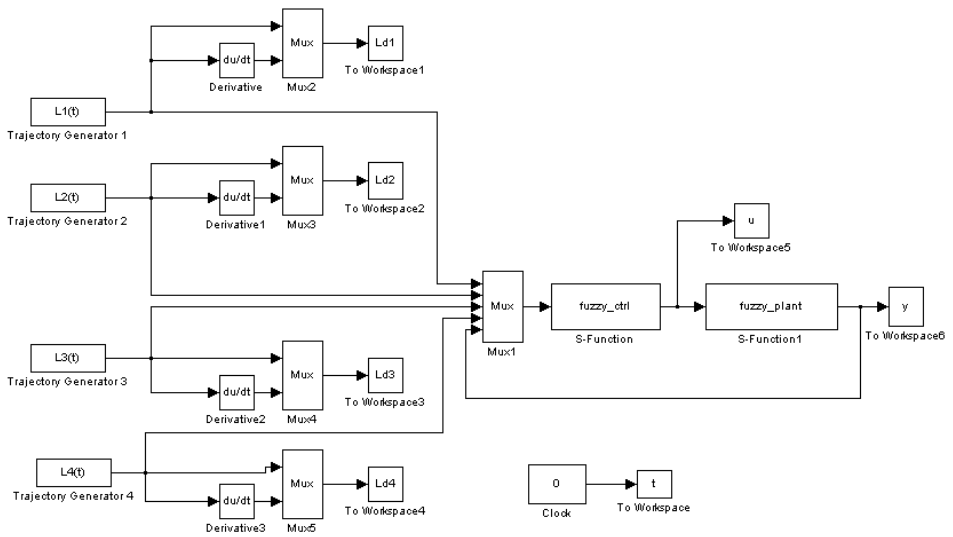 L1(t)
Trajectory Generator 1
du/dt
Derivative
Mux
Mux2
Ld1
To Workspace1
L2(t)
Trajectory Generator 2
du/dt
Derivative1
Mux
Mux3
Ld2
To Workspace2
L3(t)
Trajectory Generator 3
du/dt
Derivative2
Mux
Mux4
Ld3
To Workspace3
L4(t)
Trajectory Generator 4
du/dt
Derivative3
Mux
Mux5
Ld4
To Workspace4
Mux
Mux1
fuzzy_ctrl
S-Function
u
To Workspace5
fuzzy_plant
S-Function1
y
To Workspace6
0
Clock
t
To Workspace